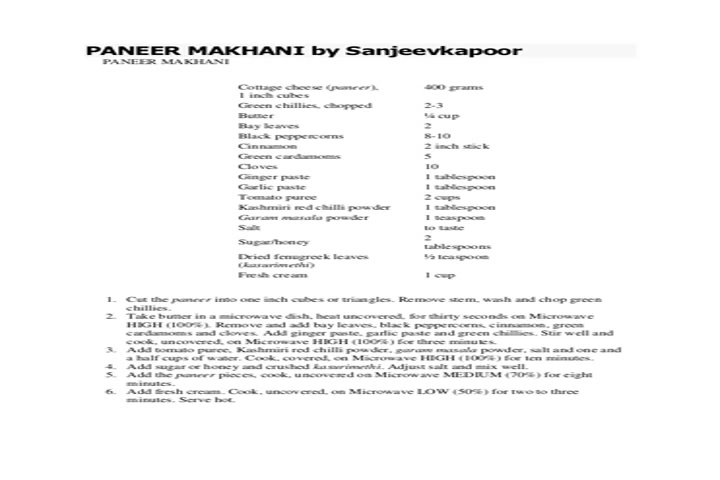 PANEER MAKHANI by Sanjeevkapoor
PANEER MAKHANI
Cottage cheese (paneer), 400 grams
1 inch cubes
Green chillies, chopped 2-3
Butter ¼ cup
Bay leaves 2
Black peppercorns 8-10
Cinnamon 2 inch stick
Green cardamoms 5
Cloves 10
Ginger paste 1 tablespoon
Garlic paste 1 tablespoon
Tomato puree 2 cups
Kashmiri red chilli powder 1 tablespoon
Garam masala powder 1 teaspoon
Salt to taste
Sugar/honey 2 tablespoons
Dried fenugreek leaves ½ teaspoon
(kasurimethi)
Fresh cream 1 cup
1. Cut the paneer into one inch cubes or triangles. Remove stem, wash and chop green
chillies.
2. Take butter in a microwave dish, heat uncovered, for thirty seconds on Microwave
HIGH (100%). Remove and add bay leaves, black peppercorns, cinnamon, green
cardamoms and cloves. Add ginger paste, garlic paste and green chillies. Stir well and
cook, uncovered, on Microwave HIGH (100%) for three minutes.
3. Add tomato puree, Kashmiri red chilli powder, garam masala powder, salt and one and
a half cups of water. Cook, covered, on Microwave HIGH (100%) for ten minutes.
4. Add sugar or honey and crushed kasurimethi. Adjust salt and mix well.
5. Add the paneer pieces, cook, uncovered on Microwave MEDIUM (70%) for eight
minutes.
6. Add fresh cream. Cook, uncovered, on Microwave LOW (50%) for two to three
minutes. Serve hot.